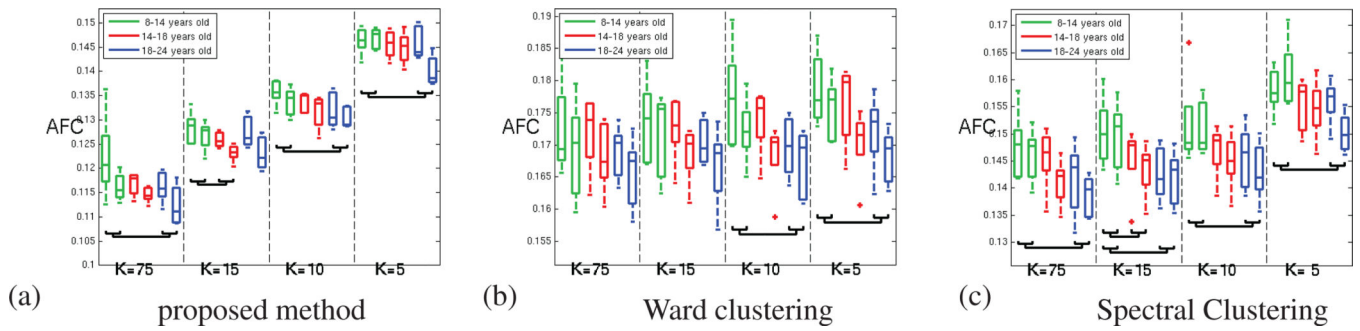 8-14 years old
14-18 years old
18-24 years old
AFC
0.15
0.145
0.14
0.135
0.13
0.125
0.12
0.115
0.11
0.105
0.1
K=75 K=15 K=10 K=5
(a) proposed method
8-14 years old
14-18 years old
18-24 years old
AFC
0.19
0.185
0.18
0.175
0.17
0.165
0.16
0.155
K=75 K=15 K=10 K=5
(b) Ward clustering
8-14 years old
14-18 years old
18-24 years old
AFC
0.17
0.165
0.16
0.155
0.15
0.145
0.14
0.135
0.13
K=75 K=15 K=10 K= 5
(c) Spectral Clustering